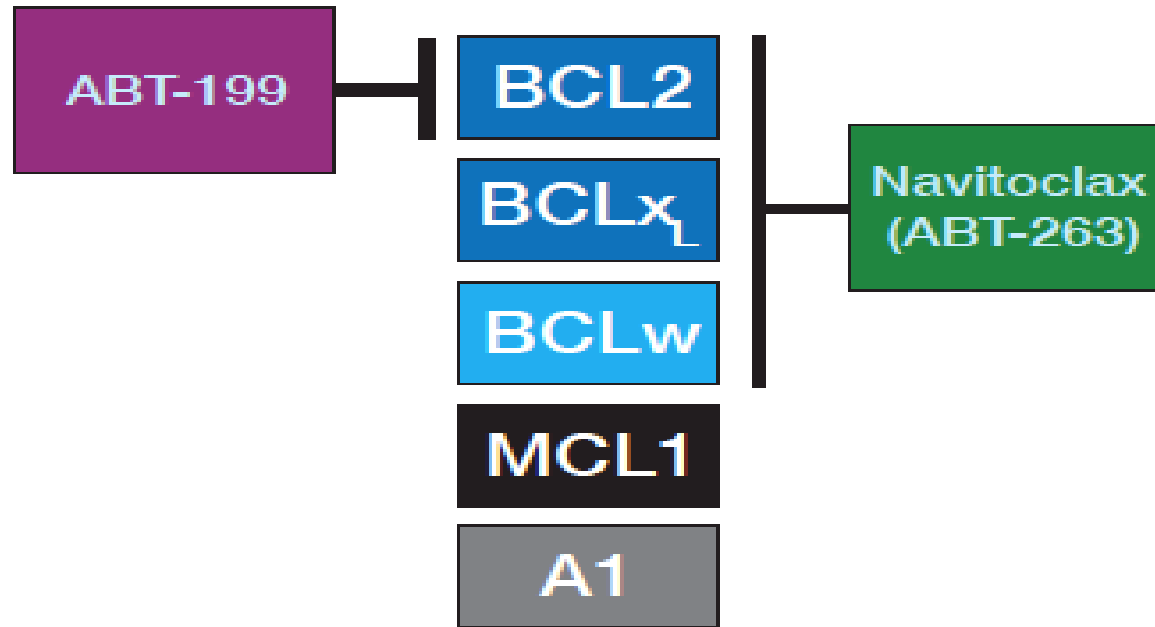 ABT-199
BCL2
BCLxL
BCLw
MCL1
A1
Navitoclax
(ABT-263)